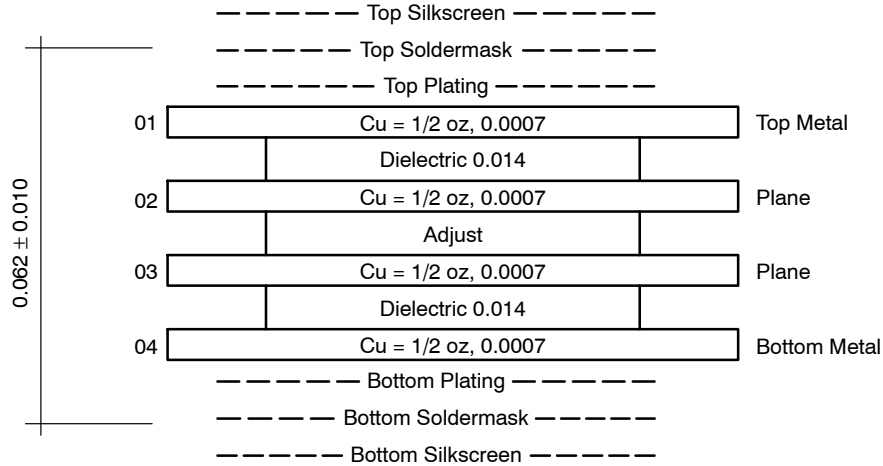 Top Silkscreen
Top Soldermask
Top Plating
01 Cu = 1/2 oz, 0.0007 Top Metal
Dielectric 0.014
02 Cu = 1/2 oz, 0.0007 Plane
0.062 ± 0.010
Adjust
03 Cu = 1/2 oz, 0.0007 Plane
Dielectric 0.014
04 Cu = 1/2 oz, 0.0007 Bottom Metal
Bottom Plating
Bottom Soldermask
Bottom Silkscreen